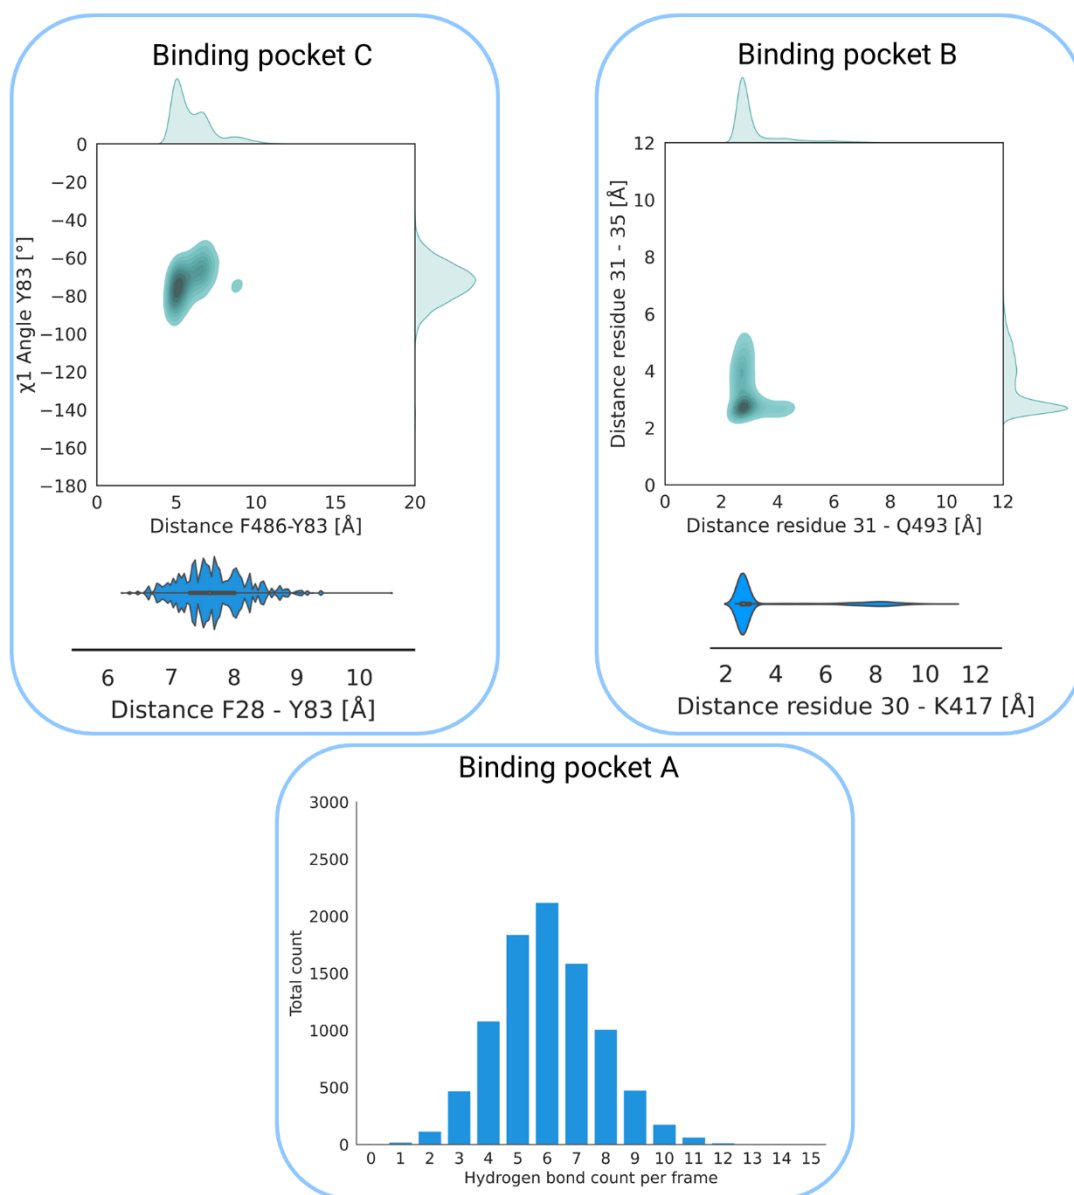 Binding pocket C
0
−20
−40
−60
−80
−100
−120
−140
−160
−180
χ1 Angle Y83 [°]
0 5 10 15 20
Distance F486-Y83 [Å]
6 7 8 9 10
Distance F28 - Y83 [Å]
Binding pocket B
12
10
8
6
4
2
0
Distance residue 31 - 35 [Å]
0 2 4 6 8 10 12
Distance residue 31 - Q493 [Å]
2 4 6 8 10 12
Distance residue 30 - K417 [Å]
Binding pocket A
3000
2500
2000
1500
1000
500
0
Total count
0 1 2 3 4 5 6 7 8 9 10 11 12 13 14 15
Hydrogen bond count per frame